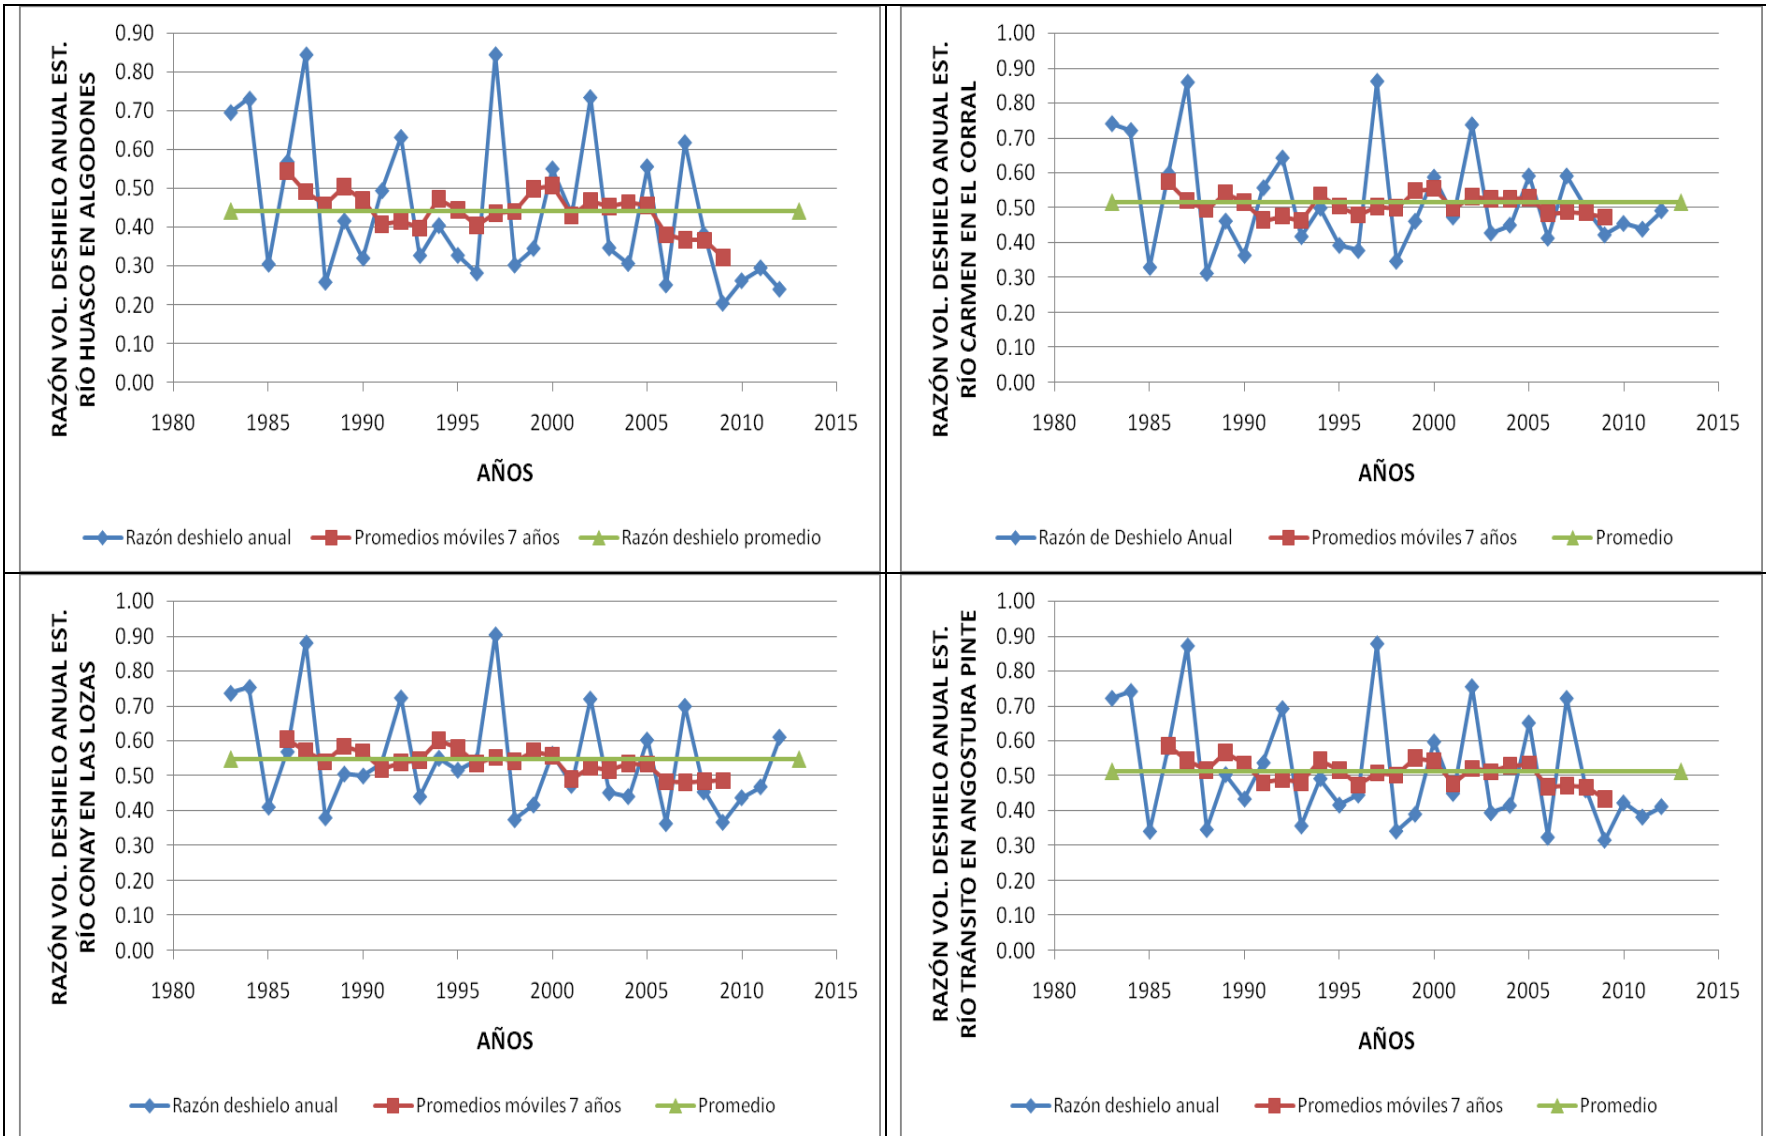 RAZÓN VOL. DESHIELO ANUAL EST.
RÍO HUASCO EN ALGODONES
0.90
0.80
0.70
0.60
0.50
0.40
0.30
0.20
0.10
0.00
1980 1985 1990 1995 2000 2005 2010 2015
AÑOS
Razón deshielo anual Promedios móviles 7 años Razón deshielo promedio
RAZÓN VOL. DESHIELO ANUAL EST.
RÍO CARMEN EN EL CORRAL
1.00
0.90
0.80
0.70
0.60
0.50
0.40
0.30
0.20
0.10
0.00
1980 1985 1990 1995 2000 2005 2010 2015
AÑOS
Razón de Deshielo Anual Promedios móviles 7 años Promedio
RAZÓN VOL. DESHIELO ANUAL EST.
RÍO CONAY EN LAS LOZAS
1.00
0.90
0.80
0.70
0.60
0.50
0.40
0.30
0.20
0.10
0.00
1980 1985 1990 1995 2000 2005 2010 2015
AÑOS
Razón deshielo anual Promedios móviles 7 años Promedio
RAZÓN VOL. DESHIELO ANUAL EST.
RÍO TRÁNSITO EN ANGOSTURA PINTE
1.00
0.90
0.80
0.70
0.60
0.50
0.40
0.30
0.20
0.10
0.00
1980 1985 1990 1995 2000 2005 2010 2015
AÑOS
Razón deshielo anual Promedios móviles 7 años Promedio